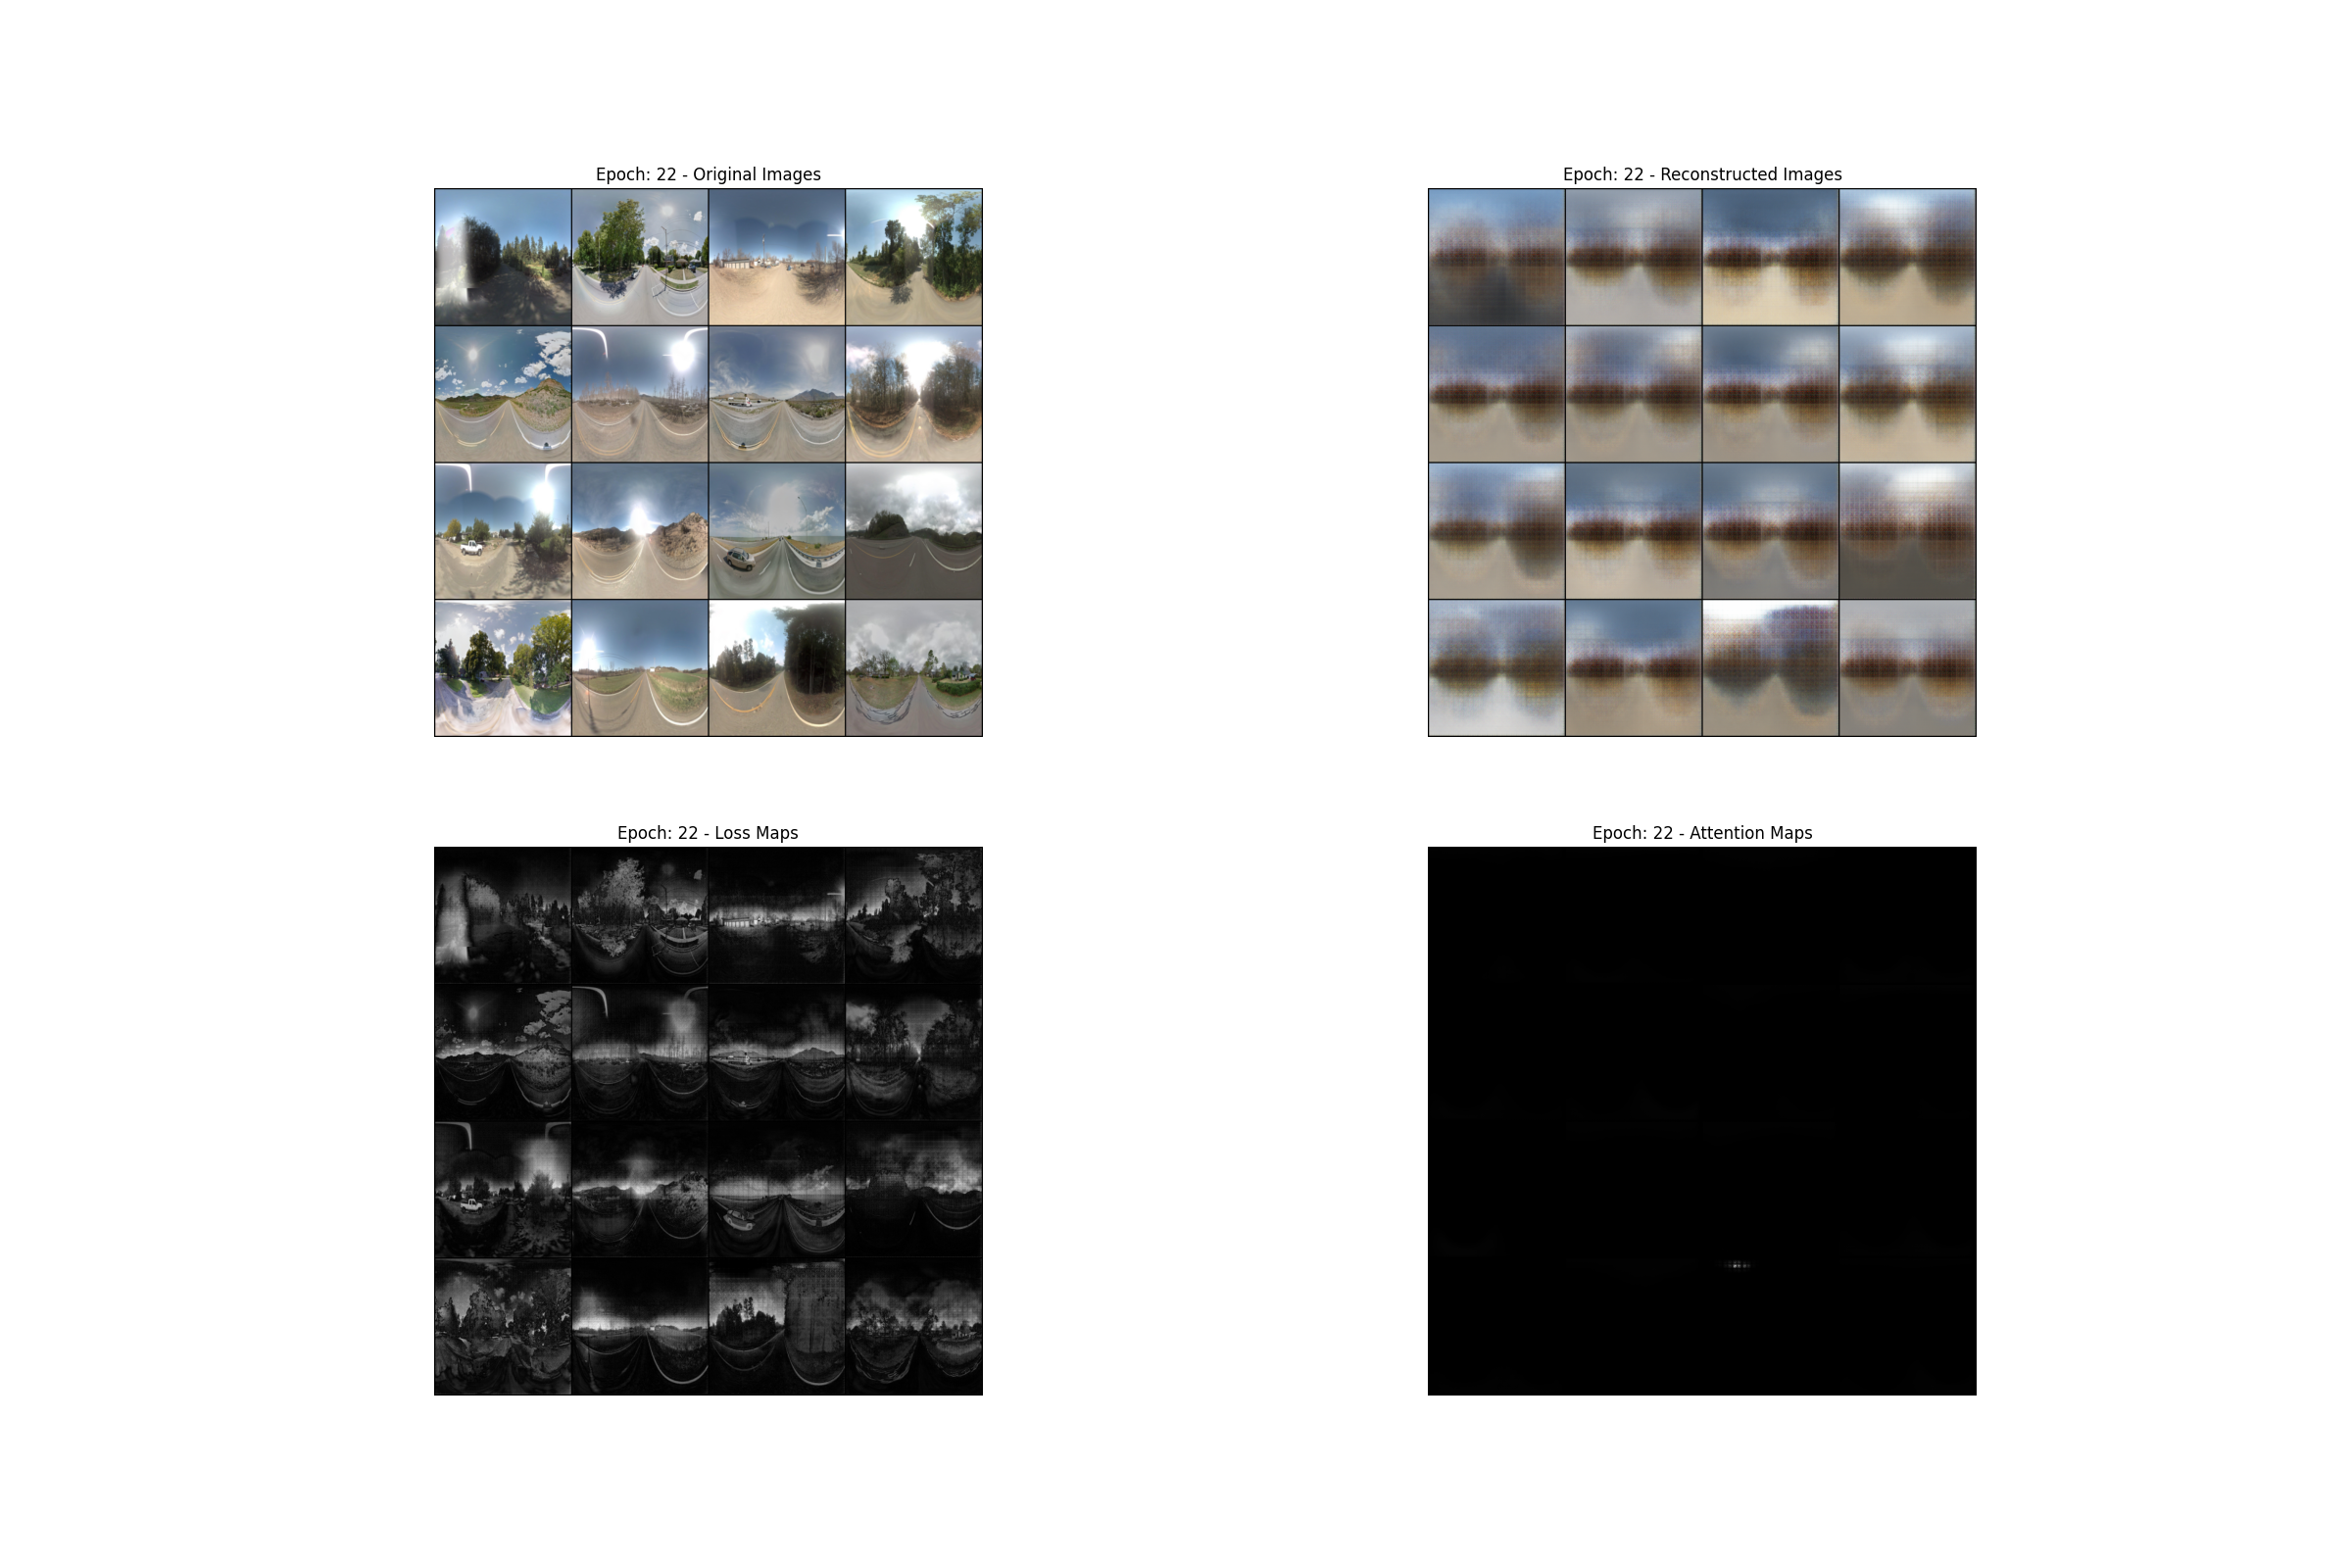 Epoch: 22 - Original Images
Epoch: 22 - Reconstructed Images
Epoch: 22 - Loss Maps
Epoch: 22 - Attention Maps